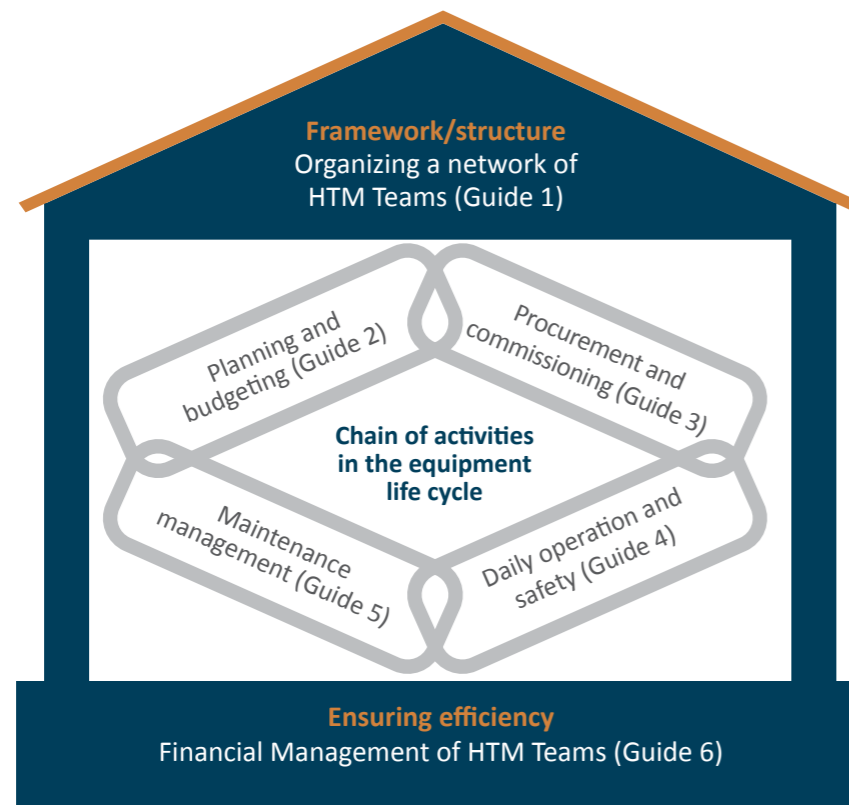 Framework/structure
Organizing a network of
HTM Teams (Guide 1)
Planning and
budgeting (Guide 2)
Procurement and
commissioning (Guide 3)
Chain of activities
in the equipment
life cycle
Maintenance
management (Guide 5)
Daily operation and
safety (Guide 4)
Ensuring efficiency
Financial Management of HTM Teams (Guide 6)